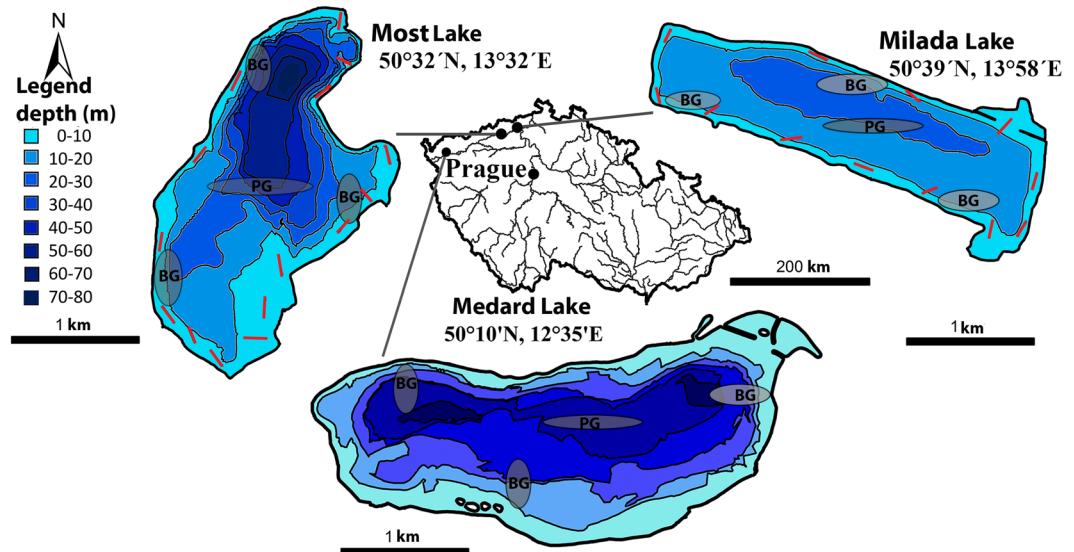 N
Legend
depth (m)
0-10
10-20
20-30
30-40
40-50
50-60
60-70
70-80
1 km
Most Lake
50°32´N, 13°32´E
BG
PG
BG
BG
Milada Lake
50°39´N, 13°58´E
BG
BG
PG
BG
1 km
Prague
200 km
Medard Lake
50°10'N, 12°35'E
BG
BG
PG
BG
1 km